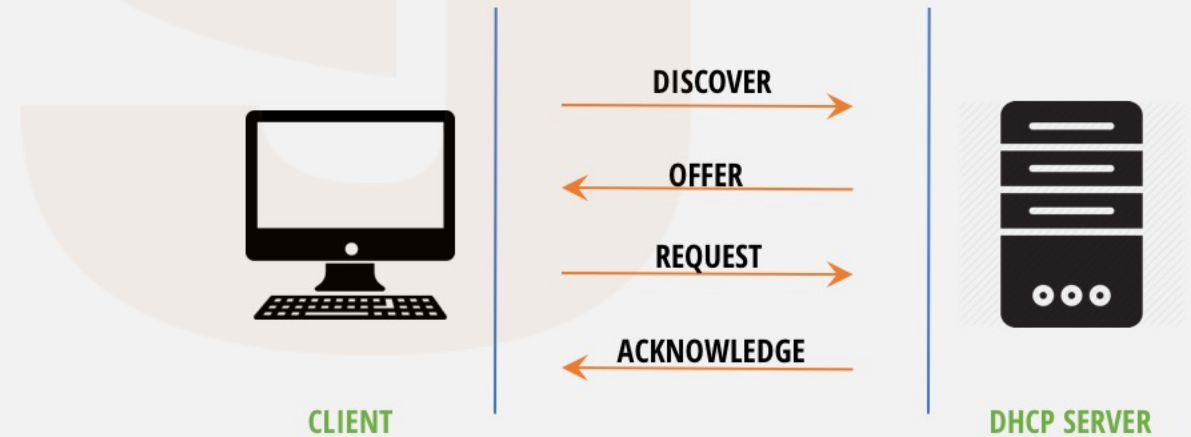 DISCOVER
OFFER
REQUEST
ACKNOWLEDGE
CLIENT
DHCP SERVER